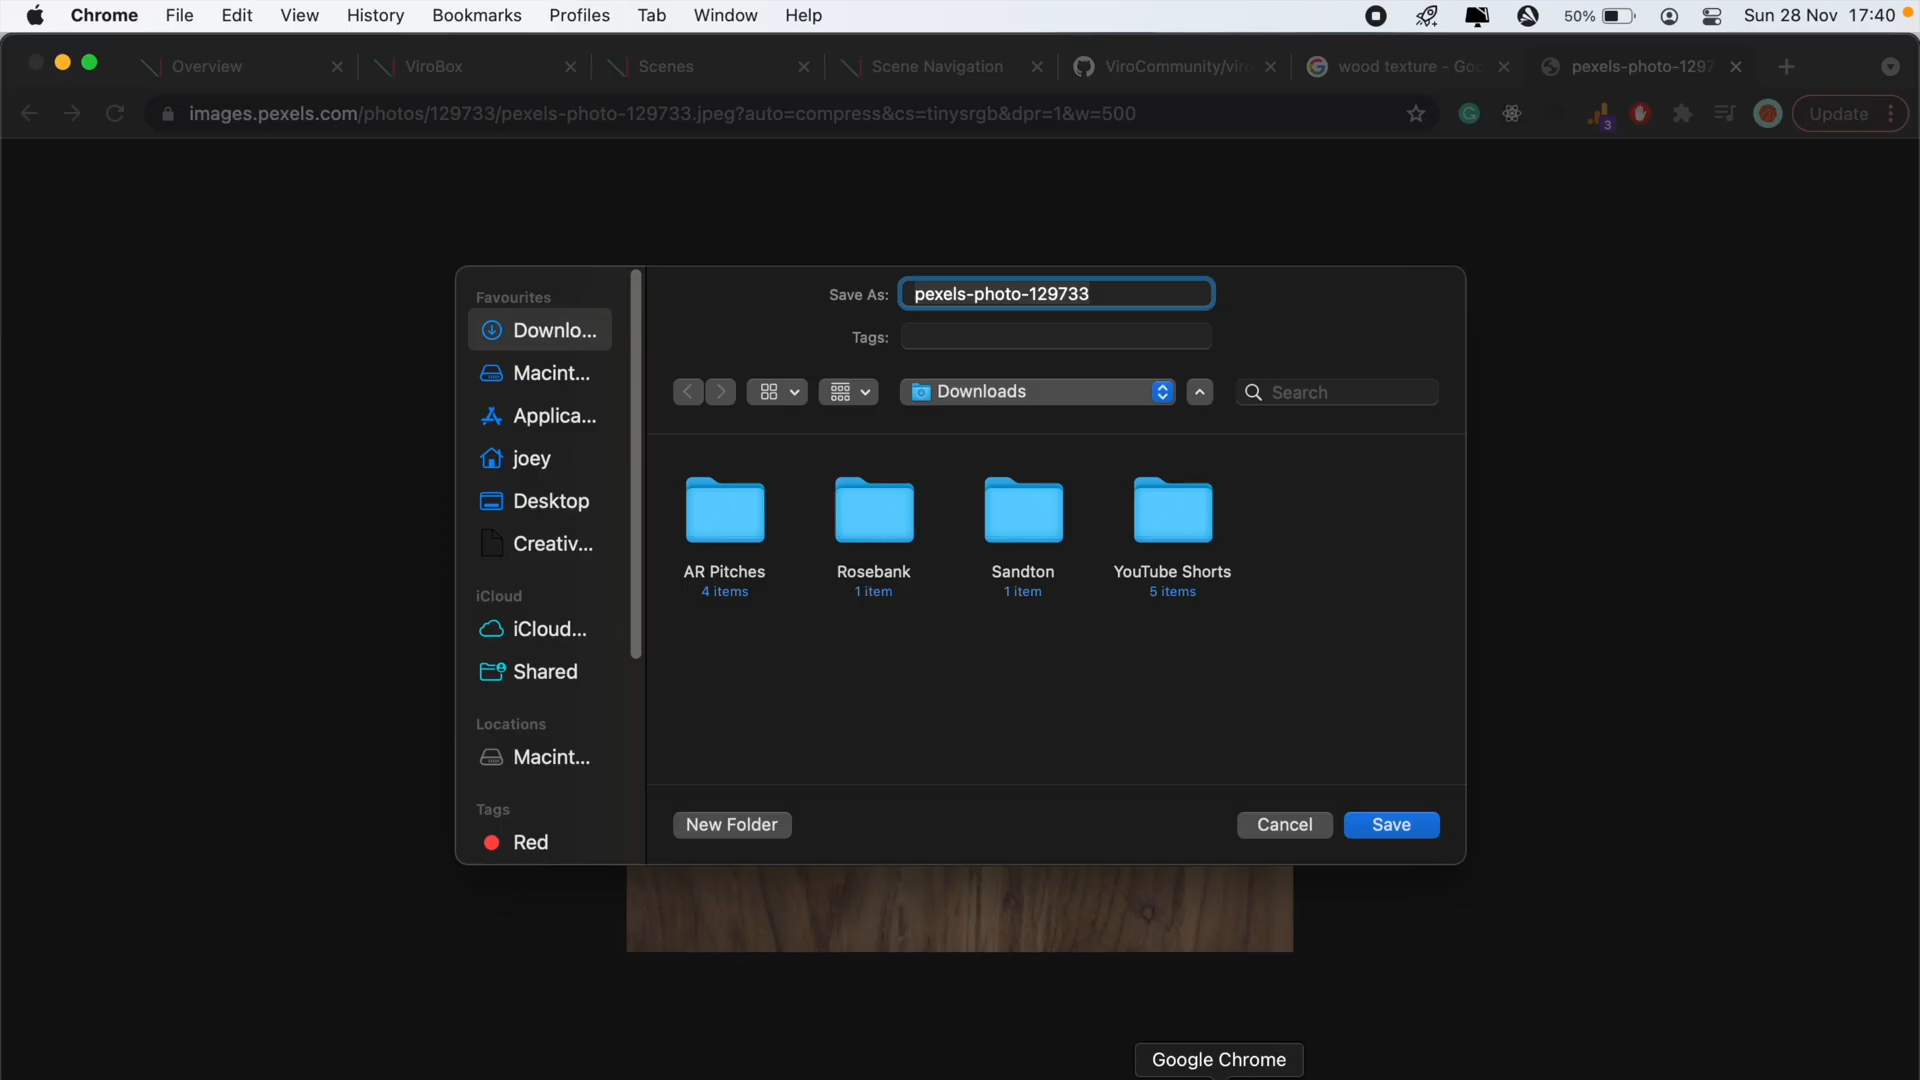 Chrome File Edit View History Bookmarks Profiles Tab Window Help 50% Sun 28 Nov 17:40
Overview ViroBox Scenes Scene Navigation ViroCommunity/viro wood texture - Goo pexels-photo-1297
images.pexels.com/photos/129733/pexels-photo-129733.jpeg?auto=compress&cs=tinysrgb&dpr=1&w=500 3 Update
Save As: pexels-photo-129733
Tags:
Downloads Search
Favourites
Downlo...
Macint...
Applica...
joey
Desktop
Creativ...
iCloud
iCloud...
Shared
Locations
Macint...
Tags
Red
AR Pitches Rosebank Sandton YouTube Shorts
4 items 1 item 1 item 5 items
New Folder Cancel Save
Google Chrome